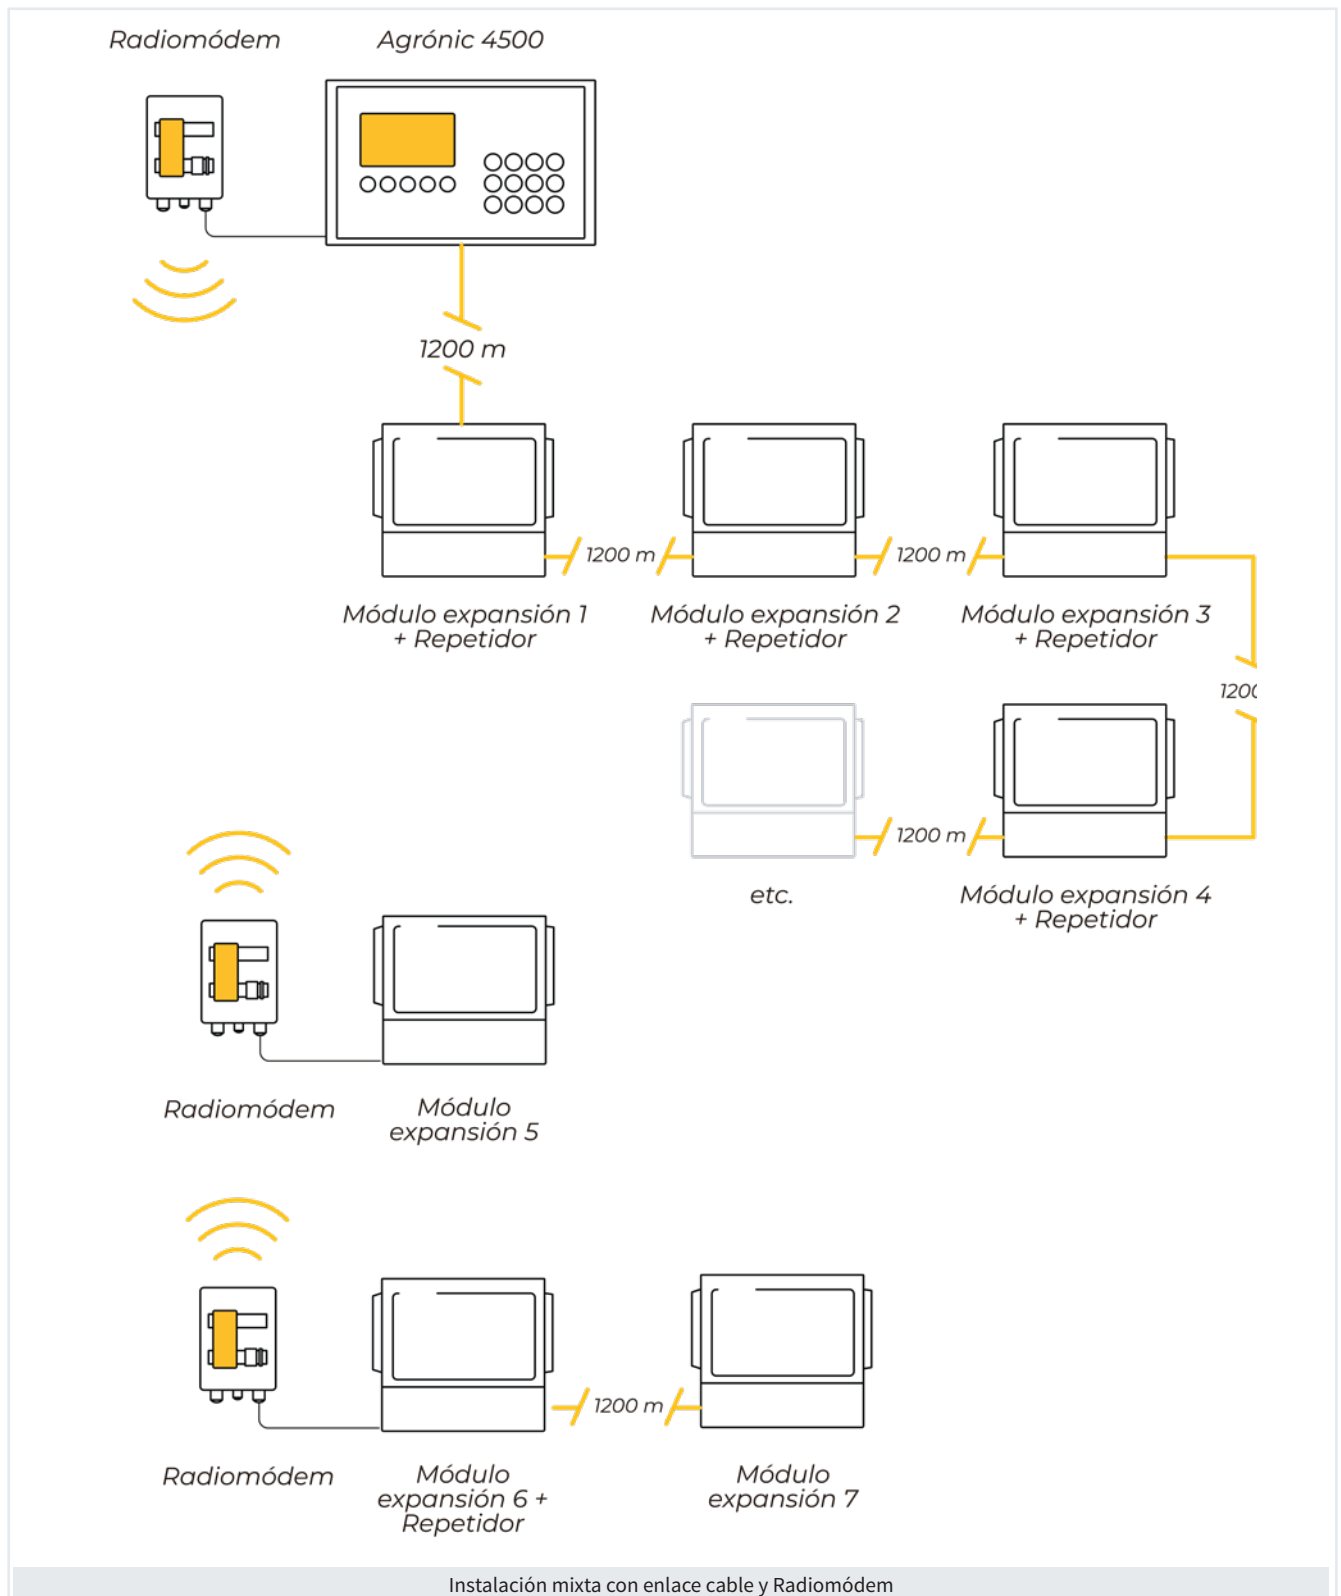 Radiomódem
Agrónic 4500
1200 m
1200 m
1200 m
Módulo expansión 1
+ Repetidor
Módulo expansión 2
+ Repetidor
Módulo expansión 3
+ Repetidor
1200
1200 m
etc.
Módulo expansión 4
+ Repetidor
Radiomódem
Módulo
expansión 5
1200 m
Radiomódem
Módulo
expansión 6 +
Repetidor
Módulo
expansión 7
Instalación mixta con enlace cable y Radiomódem